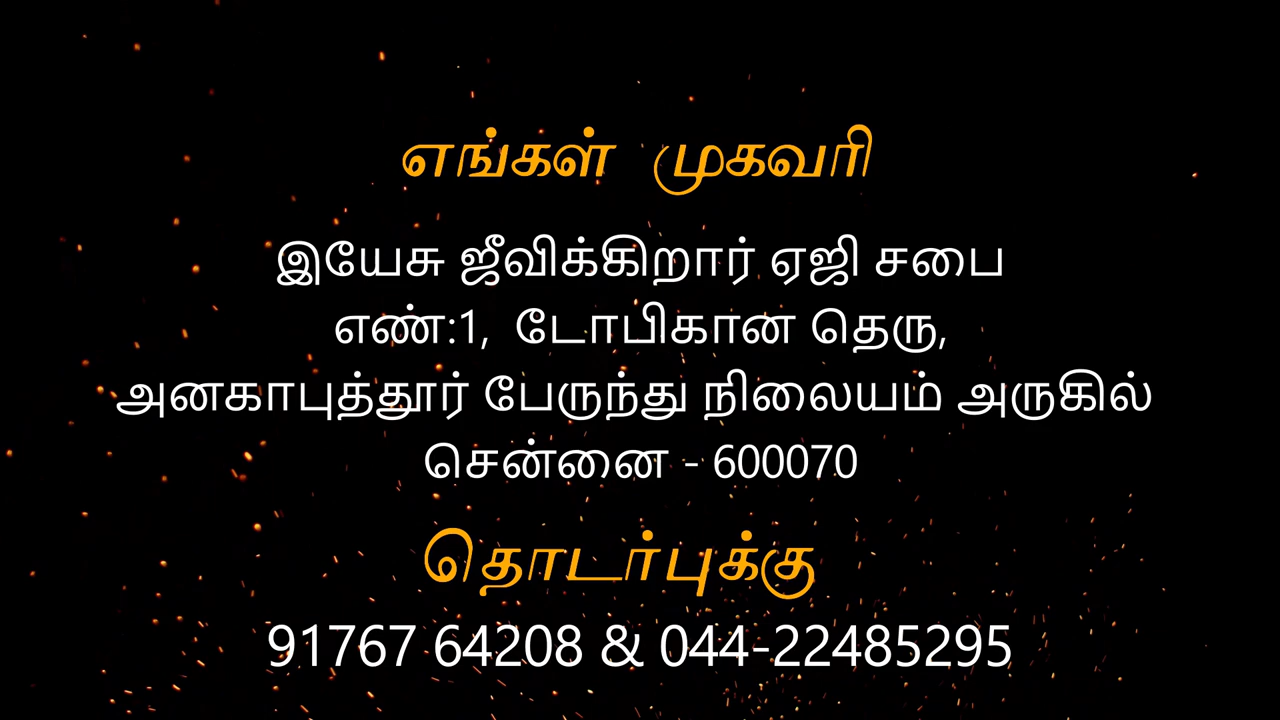 எங்கள் முகவரி
இயேசு ஜீவிக்கிறார் ஏஜி சபை
எண்:1, டோபிகான தெரு,
அனகாபுத்தூர் பேருந்து நிலையம் அருகில்
சென்னை - 600070
தொடர்புக்கு
91767 64208 & 044-22485295